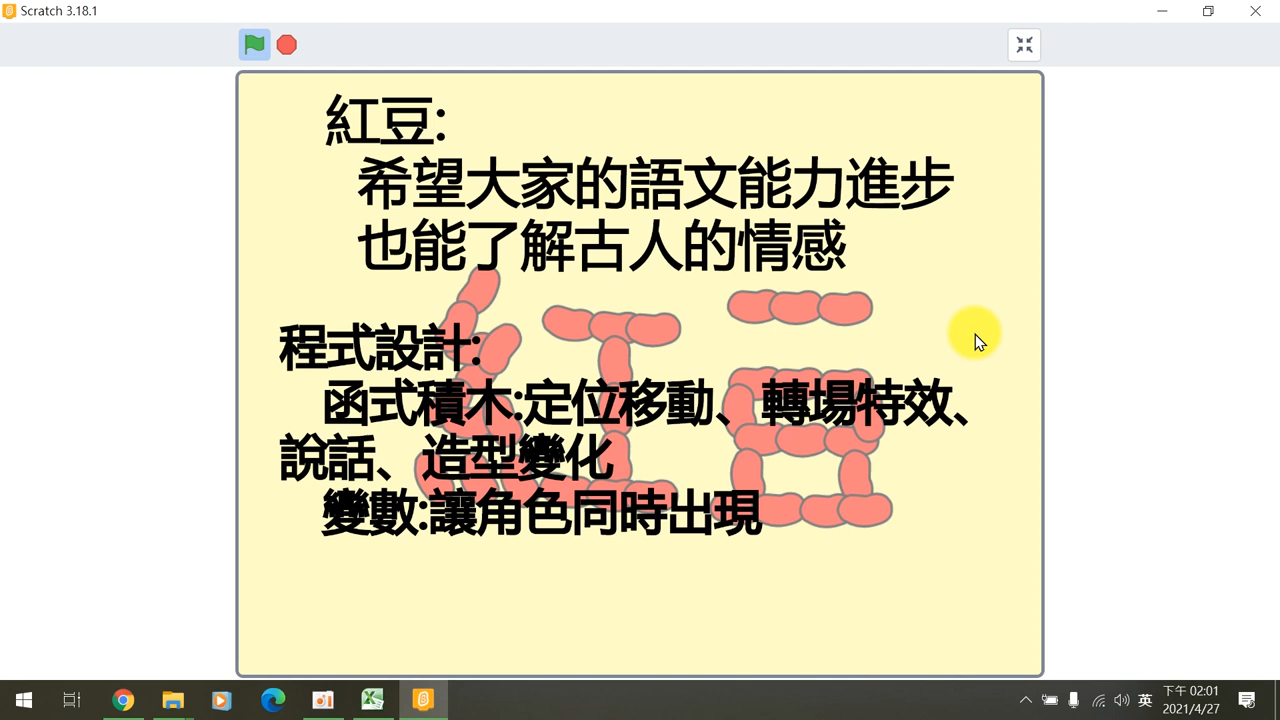 Scratch 3.18.1
紅豆:
希望大家的語文能力進步
也能了解古人的情感
程式設計:
函式積木:定位移動、轉場特效、
說話、造型變化
變數:讓角色同時出現
紅豆
英
下午 02:01
2021/4/27